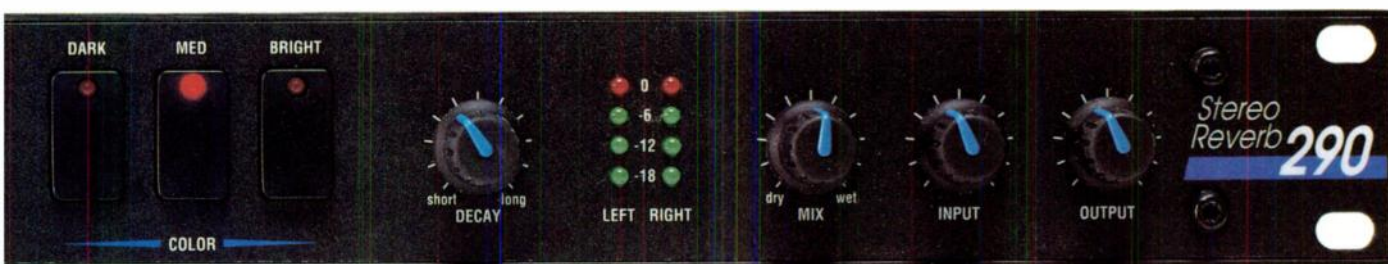 DARK MED BRIGHT
COLOR
short long
DECAY
0
-6
-12
-18
LEFT RIGHT
dry wet
MIX
INPUT
OUTPUT
Stereo
Reverb 290